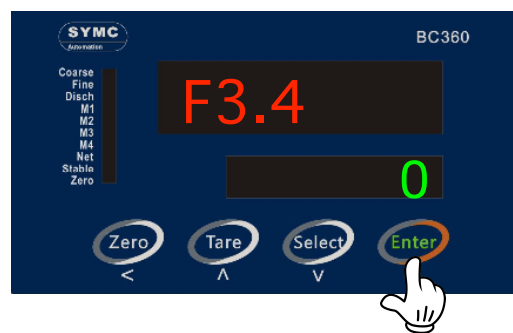 SYMC
Automation
BC360
Coarse
Fine
Disch
M1
M2
M3
M4
Net
Stable
Zero
F3.4
0
Zero
Tare
Select
Enter
<
Λ
V